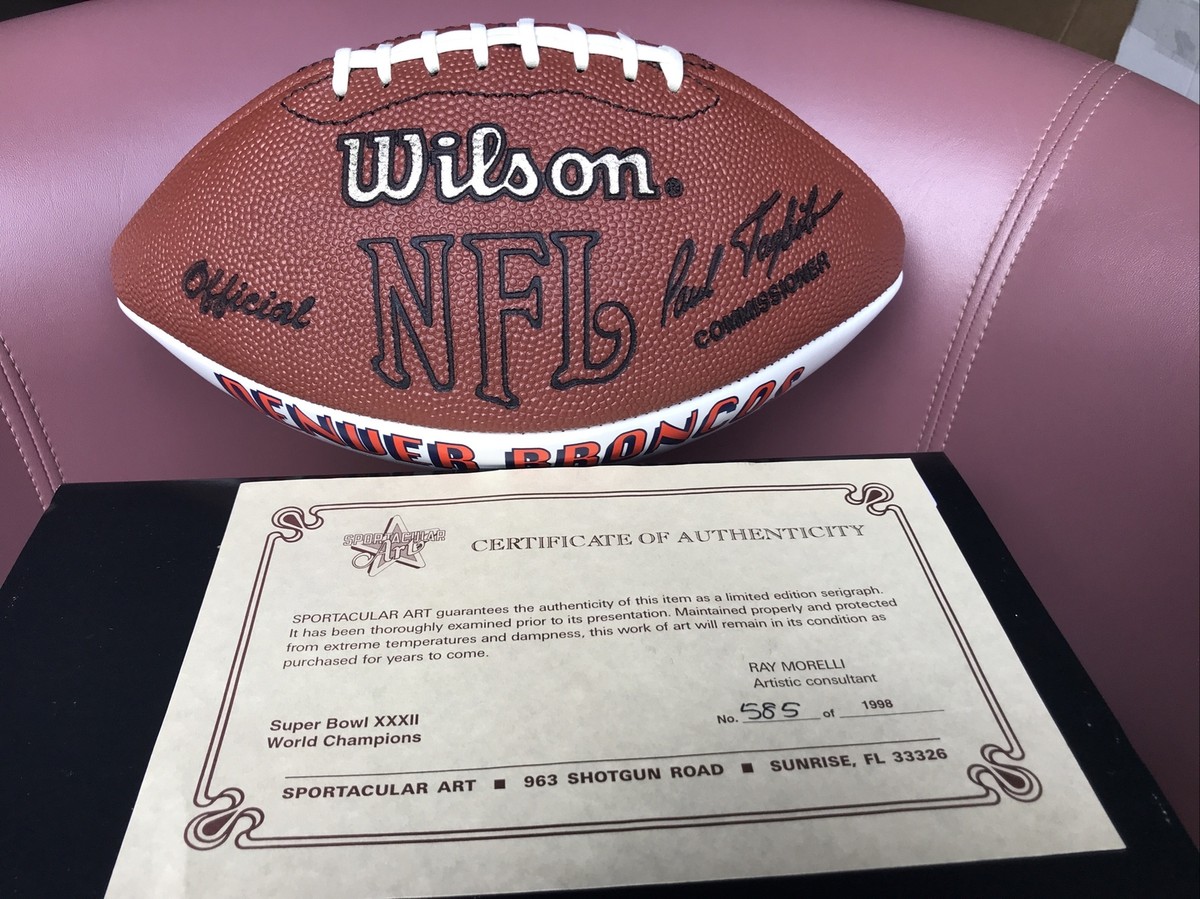 Wilson®
NFL
Official
Paul Tagliabue
COMMISSIONER
DENVER BRONCOS
SPORTACULAR
ART
CERTIFICATE OF AUTHENTICITY
SPORTACULAR ART guarantees the authenticity of this item as a limited edition serigraph.
It has been thoroughly examined prior to its presentation. Maintained properly and protected
from extreme temperatures and dampness, this work of art will remain in its condition as
purchased for years to come.
RAY MORELLI
Artistic consultant
No. 585 of 1998
Super Bowl XXXII
World Champions
SPORTACULAR ART ■ 963 SHOTGUN ROAD ■ SUNRISE, FL 33326